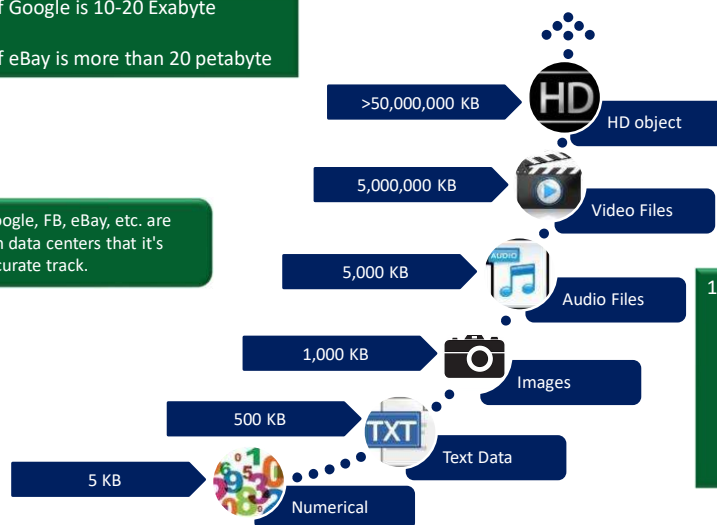 f Google is 10-20 Exabyte
f eBay is more than 20 petabyte
>50,000,000 KB
HD
HD object
5,000,000 KB
Video Files
oogle, FB, eBay, etc. are
n data centers that it's
curate track.
AUDIO
5,000 KB
Audio Files
1
1,000 KB
Images
500 KB
TXT
Text Data
5 KB
Numerical